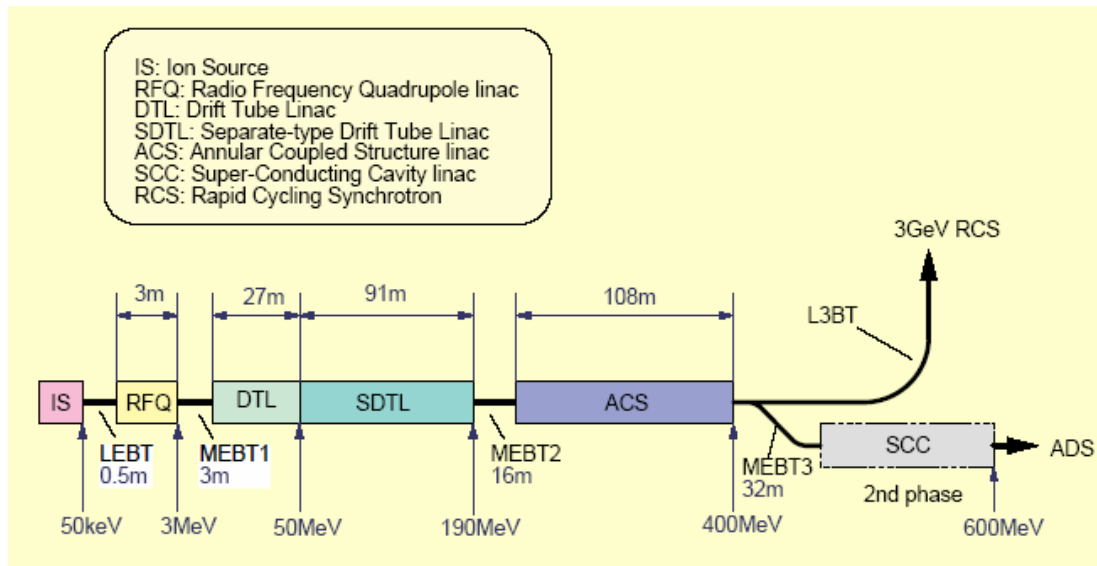 IS: Ion Source
RFQ: Radio Frequency Quadrupole linac
DTL: Drift Tube Linac
SDTL: Separate-type Drift Tube Linac
ACS: Annular Coupled Structure linac
SCC: Super-Conducting Cavity linac
RCS: Rapid Cycling Synchrotron
3GeV RCS
3m
27m
91m
108m
L3BT
IS
RFQ
DTL
SDTL
ACS
SCC
ADS
LEBT
0.5m
MEBT1
3m
MEBT2
16m
MEBT3
32m
2nd phase
50keV
3MeV
50MeV
190MeV
400MeV
600MeV